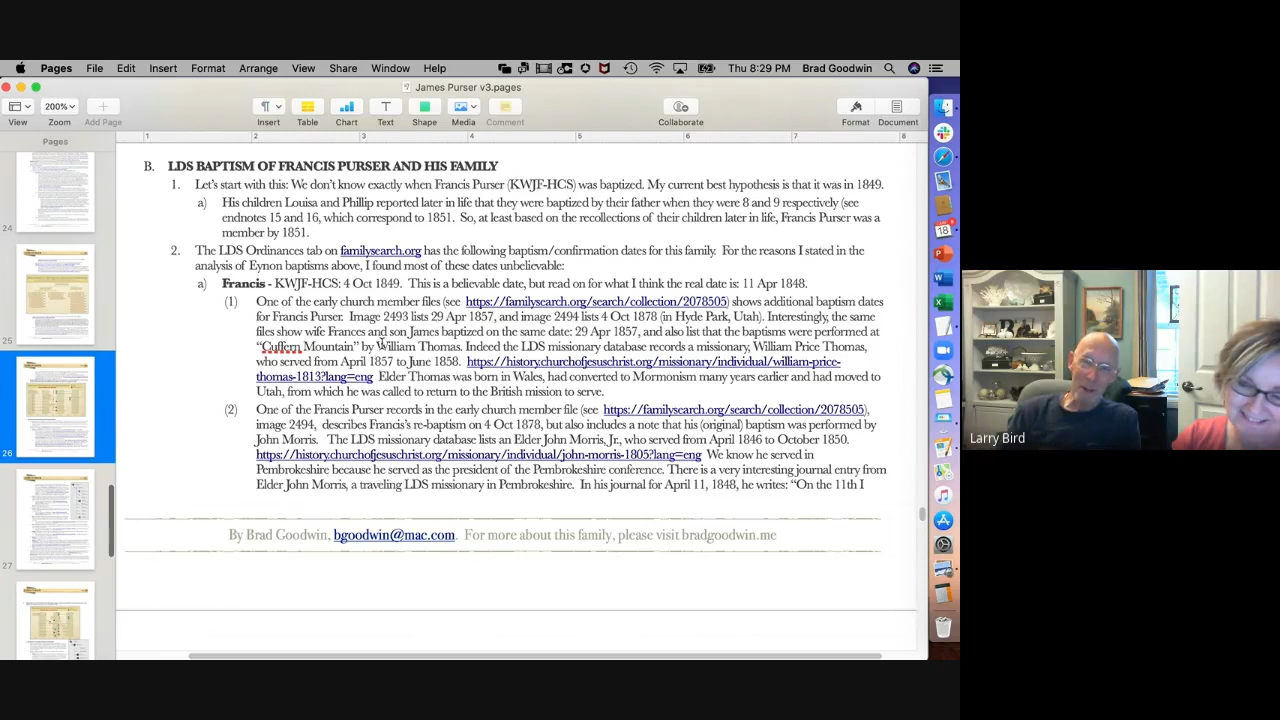 Pages File Edit Insert Format Arrange View Share Window Help Thu 8:29 PM Brad Goodwin
James Purser v3.pages
200%
View Zoom Add Page Insert Table Chart Text Shape Media Comment Collaborate Format Document
Pages
1 2 3 4 5 6 7 8
24
25
26
27
18
B. LDS BAPTISM OF FRANCIS PURSER AND HIS FAMILY
1. Let's start with this: We don't know exactly when Francis Purser (KWJF-HCS) was baptized. My current best hypothesis is that it was in 1849.
a) His children Louisa and Phillip reported later in life that they were baptized by their father when they were 8 and 9 respectively (see
endnotes 15 and 16, which correspond to 1851. So, at least based on the recollections of their children later in life, Francis Purser was a
member by 1851.
2. The LDS Ordinances tab on familysearch.org has the following baptism/confirmation dates for this family. For reasons I stated in the
analysis of Eynon baptisms above, I found most of these dates unbelievable:
a) Francis - KWJF-HCS: 4 Oct 1849. This is a believable date, but read on for what I think the real date is: 11 Apr 1848.
(1) One of the early church member files (see https://familysearch.org/search/collection/2078505) shows additional baptism dates
for Francis Purser. Image 2493 lists 29 Apr 1857, and image 2494 lists 4 Oct 1878 (in Hyde Park, Utah). Interestingly, the same
files show wife Frances and son James baptized on the same date: 29 Apr 1857, and also list that the baptisms were performed at
"Cuffern Mountain" by William Thomas. Indeed the LDS missionary database records a missionary, William Price Thomas,
who served from April 1857 to June 1858. https://history.churchofjesuschrist.org/missionary/individual/william-price-
thomas-1813?lang=eng Elder Thomas was born in Wales, had converted to Mormonism many years earlier and had moved to
Utah, from which he was called to return to the British mission to serve.
(2) One of the Francis Purser records in the early church member file (see https://familysearch.org/search/collection/2078505),
image 2494 describes Francis's re-baptism in 4 Oct 1878, but also includes a note that his (original) baptism was performed by
John Morris. The LDS missionary database lists an Elder John Morris, Jr., who served from April 1846 to October 1850.
https://history.churchofjesuschrist.org/missionary/individual/john-morris-1805?lang=eng We know he served in
Pembrokeshire because he served as the president of the Pembrokeshire conference. There is a very interesting journal entry from
Elder John Morris, a traveling LDS missionary in Pembrokeshire. In his journal for April 11, 1848, he writes: "On the 11th I
By Brad Goodwin, bgoodwin@mac.com. more about this family, please visit
Larry Bird